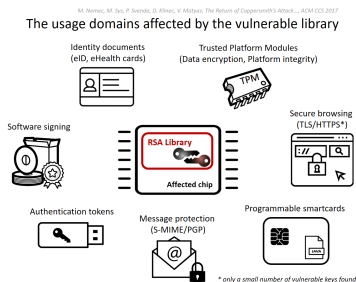 M. Nemec, M. Sys, P. Svenda, D. Klinec, V. Matyas: The Return of Coppersmith's Attack..., ACM CCS 2017
The usage domains affected by the vulnerable library
Identity documents
(eID, eHealth cards)
Trusted Platform Modules
(Data encryption, Platform integrity)
TPM
Secure browsing
(TLS/HTTPS*)
://
Software signing
RSA Library
Affected chip
Authentication tokens
Message protection
(S-MIME/PGP)
@
Programmable smartcards
JAVA
* only a small number of vulnerable keys found